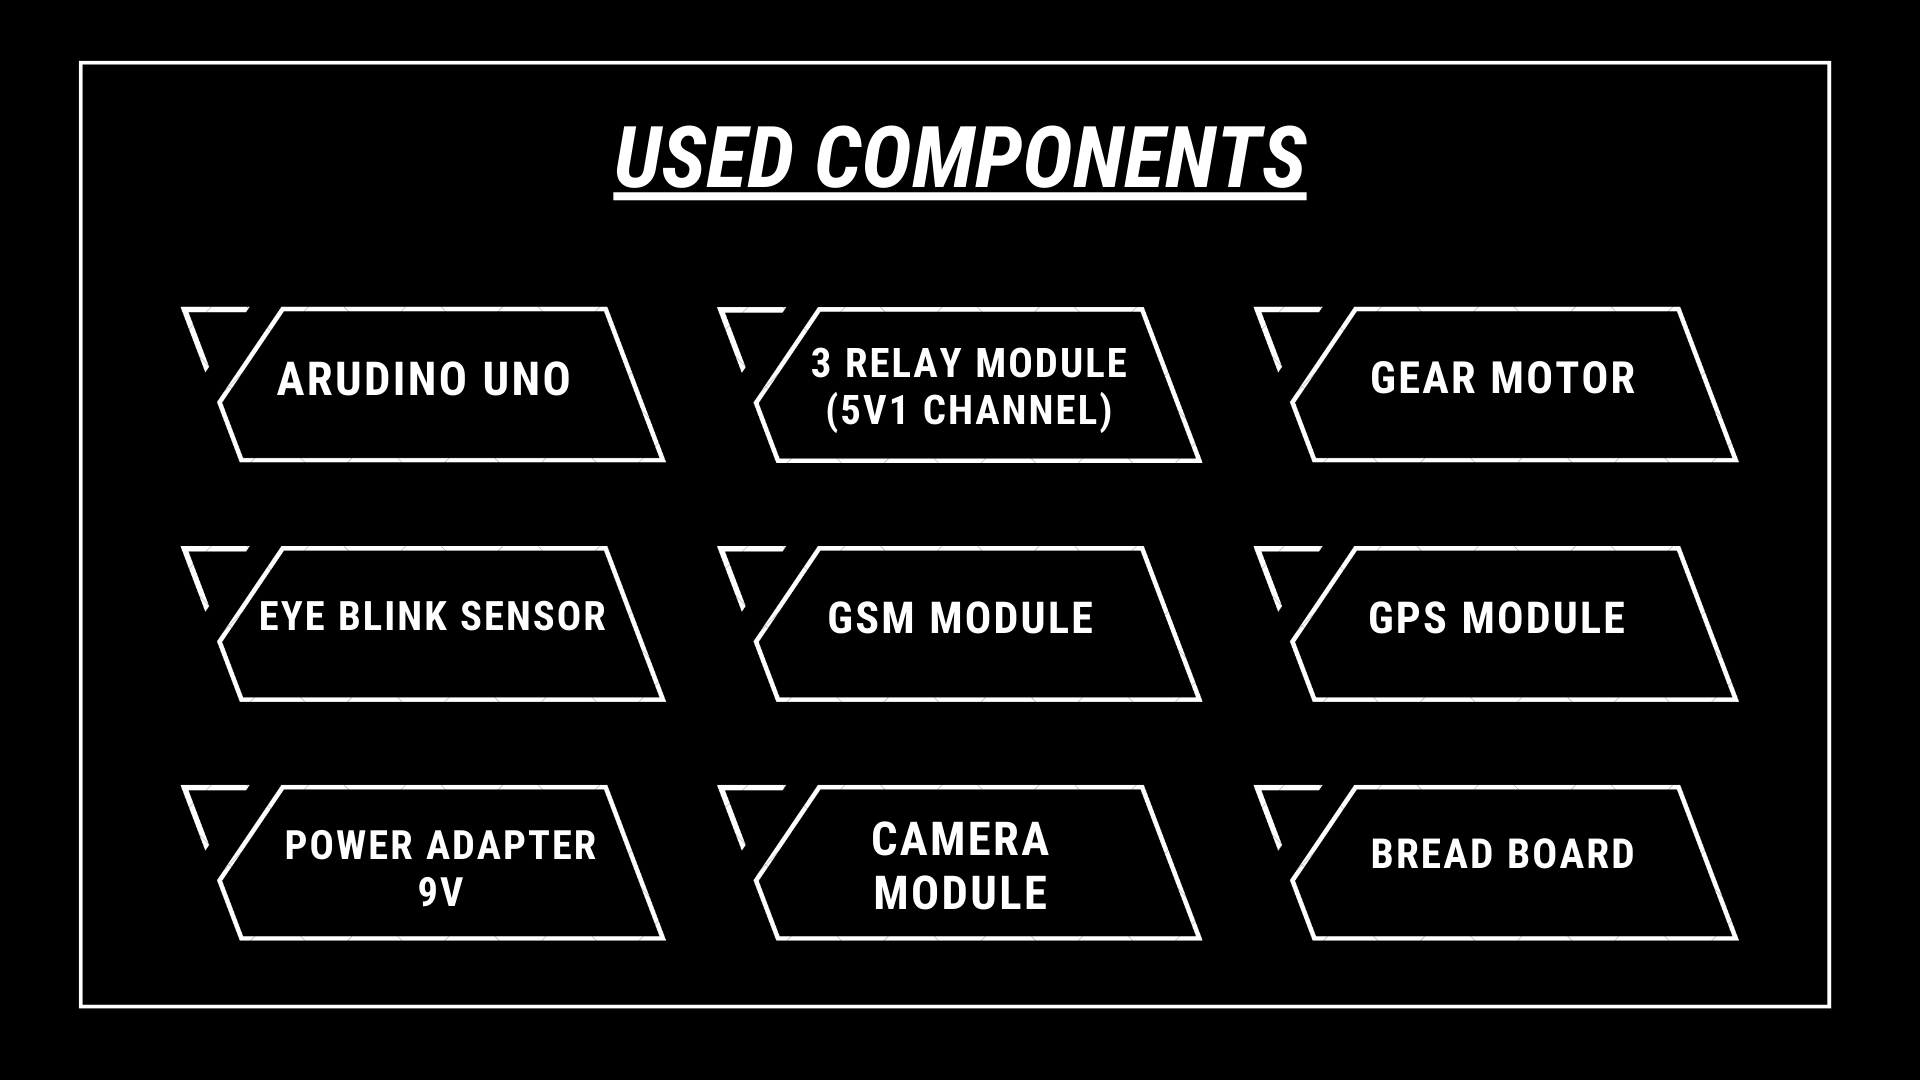 USED COMPONENTS
ARUDINO UNO
3 RELAY MODULE
(5V1 CHANNEL)
GEAR MOTOR
EYE BLINK SENSOR
GSM MODULE
GPS MODULE
POWER ADAPTER
9V
CAMERA
MODULE
BREAD BOARD